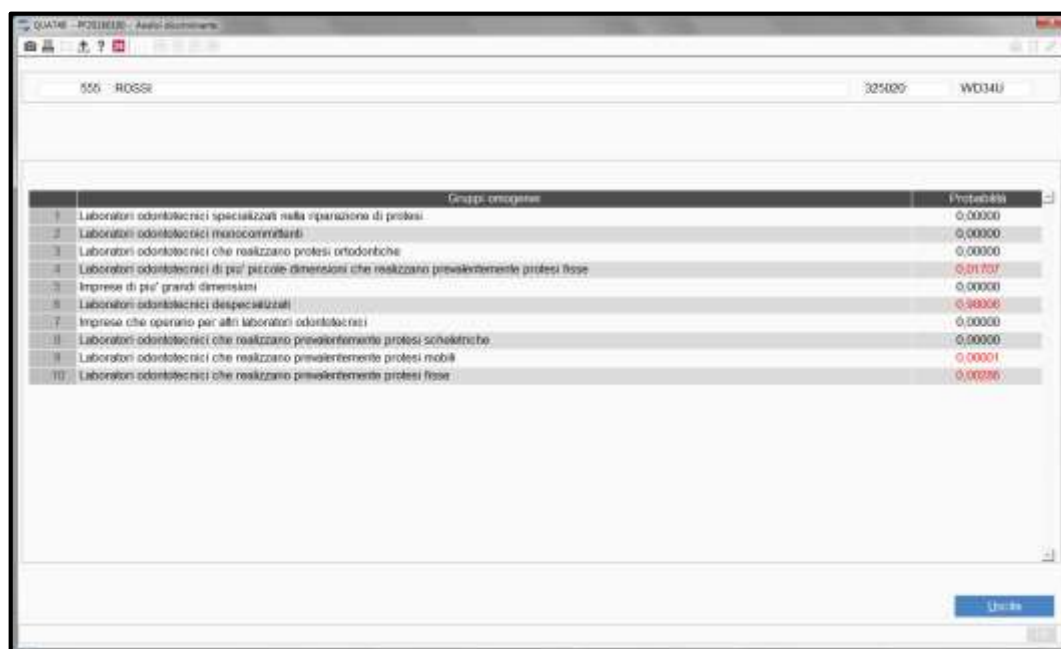 Analisi discriminante
555 ROSSI 325020 WD34U
Gruppi omogenei Probabilità
1 Laboratori odontotecnici specializzati nella riparazione di protesi 0,00000
2 Laboratori odontotecnici monocommittenti 0,00000
3 Laboratori odontotecnici che realizzano protesi ortodontiche 0,00000
4 Laboratori odontotecnici di piu' piccole dimensioni che realizzano prevalentemente protesi fisse 0,01707
5 Imprese di piu' grandi dimensioni 0,00000
6 Laboratori odontotecnici despecializzati 0,98006
7 Imprese che operano per altri laboratori odontotecnici 0,00000
8 Laboratori odontotecnici che realizzano prevalentemente protesi scheletriche 0,00000
9 Laboratori odontotecnici che realizzano prevalentemente protesi mobili 0,00001
10 Laboratori odontotecnici che realizzano prevalentemente protesi fisse 0,00286
Uscita